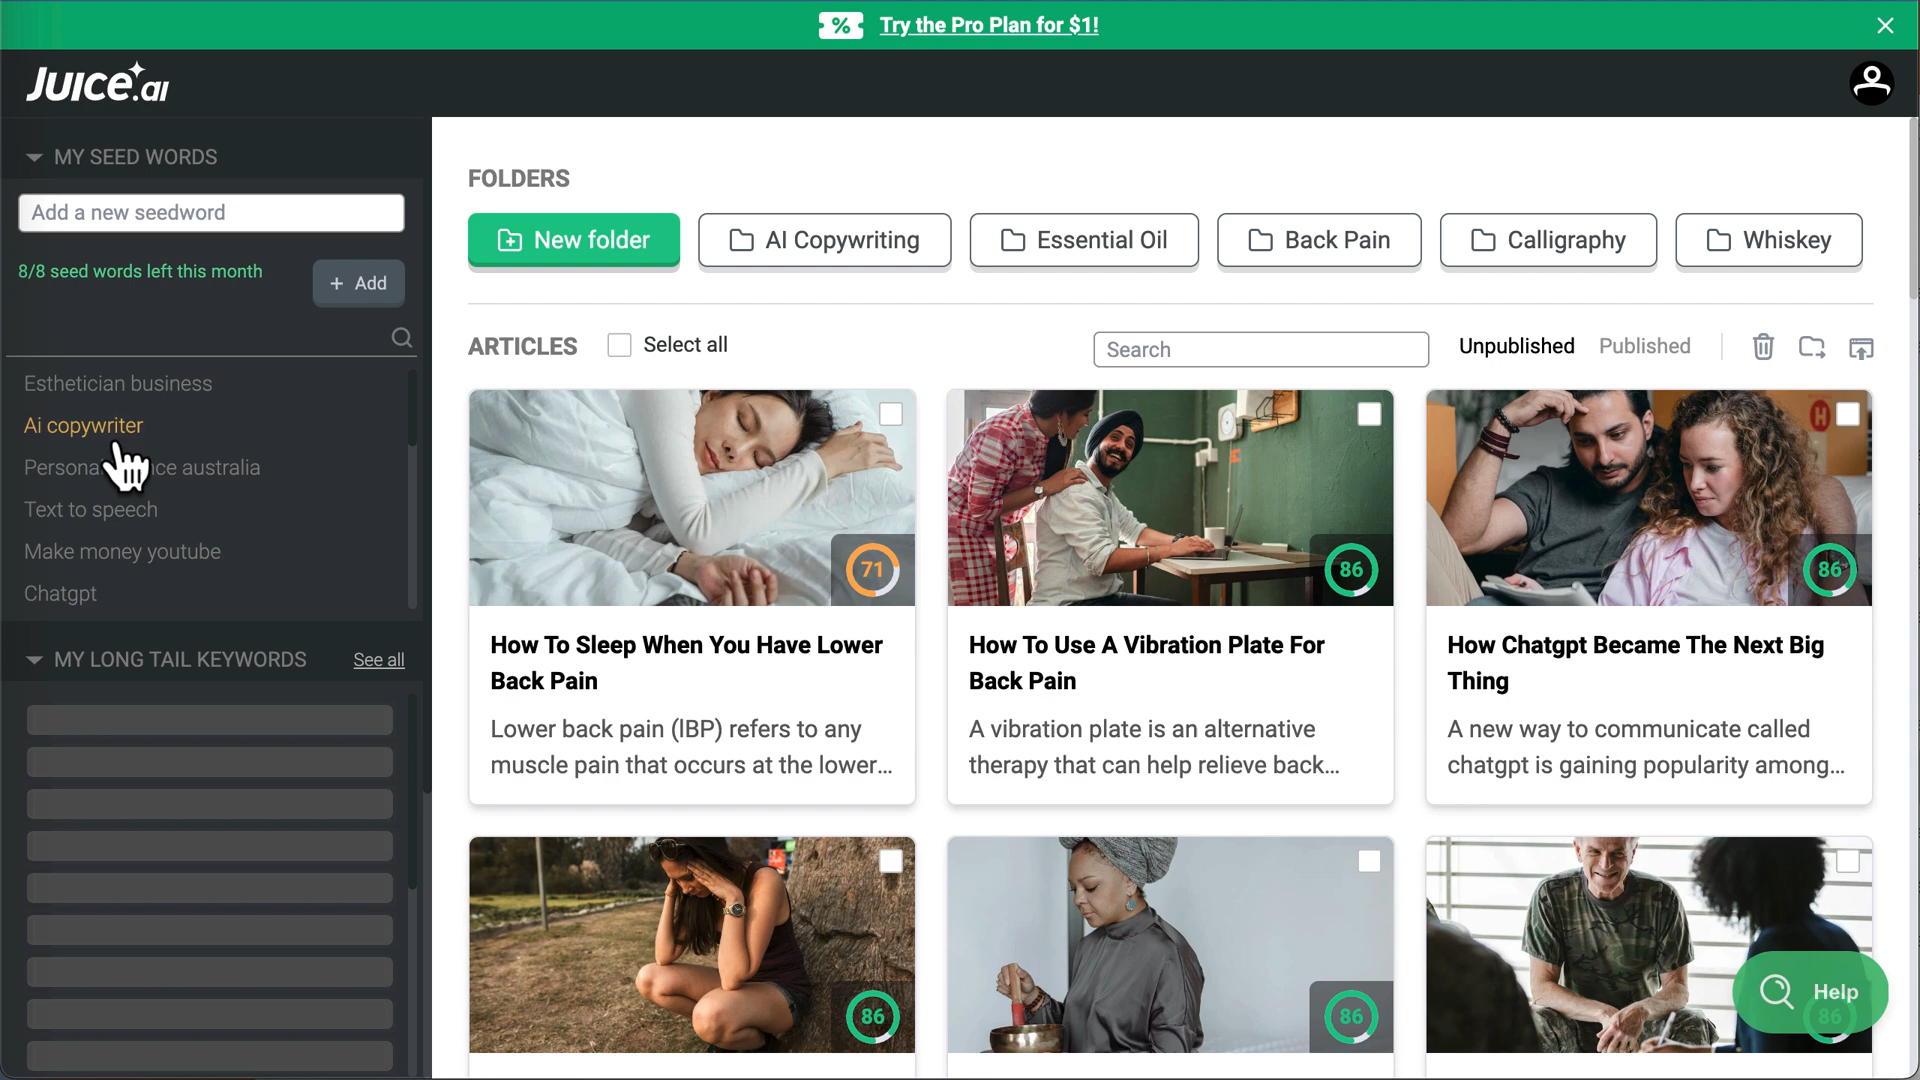 % Try the Pro Plan for $1!
JUICE.ai
MY SEED WORDS
Add a new seedword
8/8 seed words left this month
+ Add
Esthetician business
Ai copywriter
Persona ce australia
Text to speech
Make money youtube
Chatgpt
MY LONG TAIL KEYWORDS See all
FOLDERS
New folder AI Copywriting Essential Oil Back Pain Calligraphy Whiskey
ARTICLES Select all Search Unpublished Published
71
How To Sleep When You Have Lower
Back Pain
Lower back pain (lBP) refers to any
muscle pain that occurs at the lower...
86
How To Use A Vibration Plate For
Back Pain
A vibration plate is an alternative
therapy that can help relieve back...
H
86
How Chatgpt Became The Next Big
Thing
A new way to communicate called
chatgpt is gaining popularity among...
86
86
86
Help